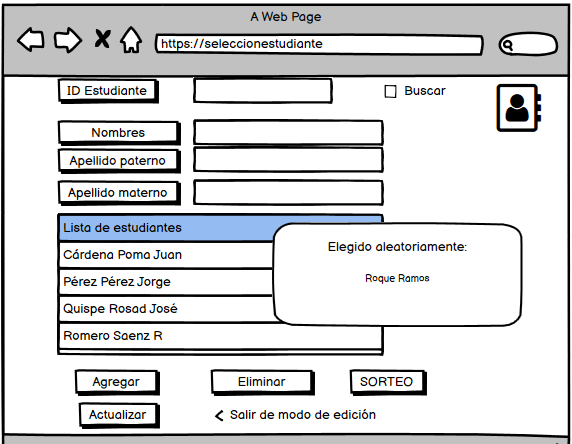 A Web Page
https://seleccionestudiante
ID Estudiante
Buscar
Nombres
Apellido paterno
Apellido materno
Lista de estudiantes
Elegido aleatoriamente:
Cárdena Poma Juan
Roque Ramos
Pérez Pérez Jorge
Quispe Rosad José
Romero Saenz R
Agregar
Eliminar
SORTEO
Actualizar
Salir de modo de edición